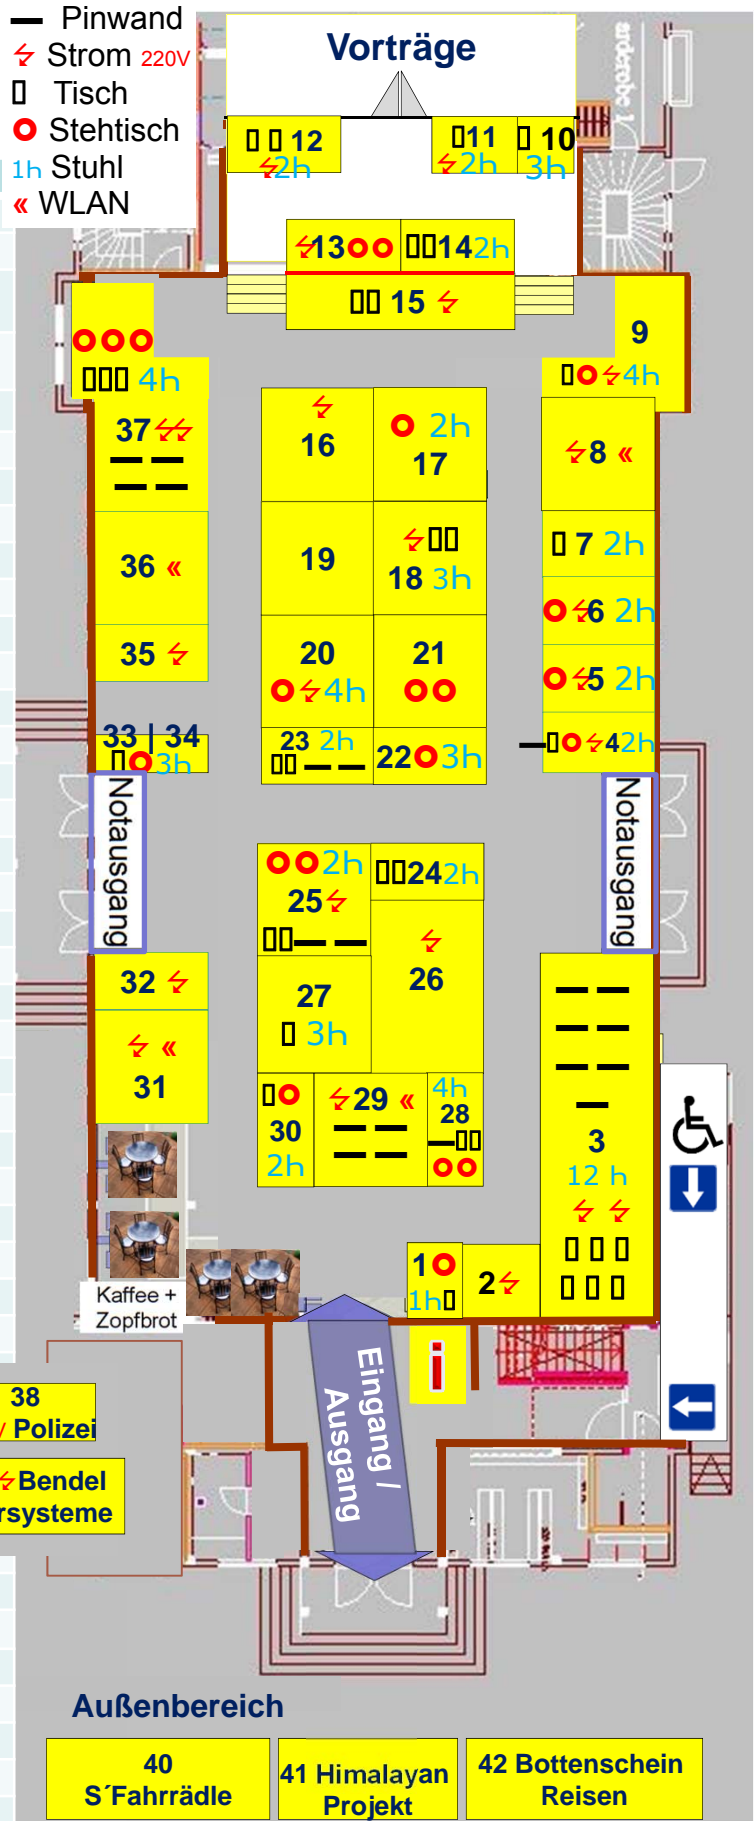 Pinwand
Strom 220V
Tisch
Stehtisch
1h Stuhl
« WLAN
Vorträge
12
2h
11
2h
10
3h
13
14 2h
15
9
4h
4h
37
16
2h
17
8 «
36 «
19
18 3h
7 2h
6 2h
35
20
4h
21
5 2h
33 | 34
3h
23 2h
22 3h
4 2h
Notausgang
Notausgang
2h
25
24 2h
26
32
27
3h
« 
31
30
2h
29 «
4h
28
3
12 h
1
1h
2
Kaffee +
Zopfbrot
i
Eingang /
Ausgang
38
Polizei
Bendel
rsysteme
Außenbereich
40
S´Fahrrädle
41 Himalayan
Projekt
42 Bottenschein
Reisen